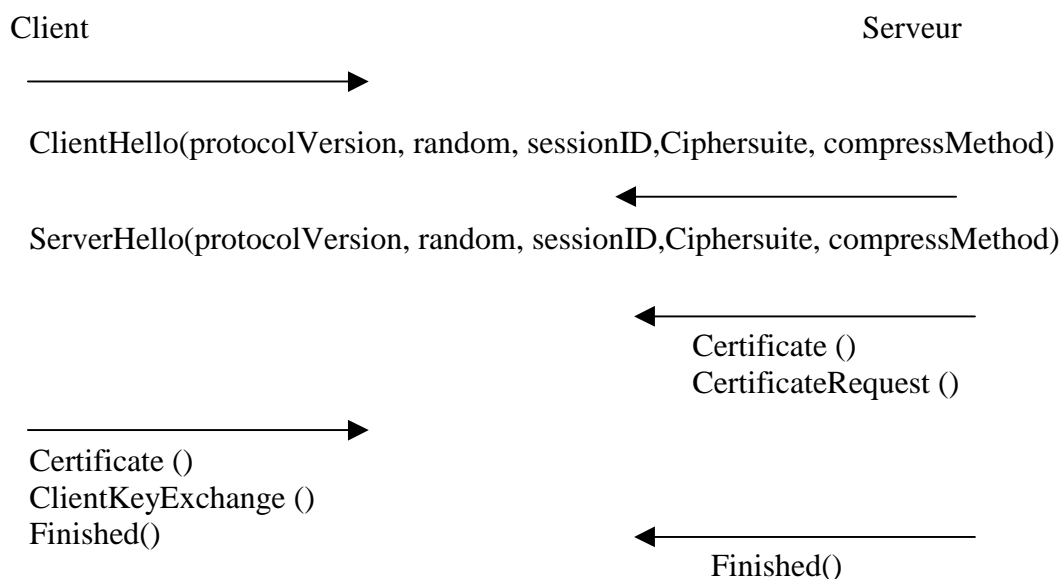 Client Serveur
ClientHello(protocolVersion, random, sessionID,Ciphersuite, compressMethod)
ServerHello(protocolVersion, random, sessionID,Ciphersuite, compressMethod)
Certificate ()
CertificateRequest ()
Certificate ()
ClientKeyExchange ()
Finished()
Finished()